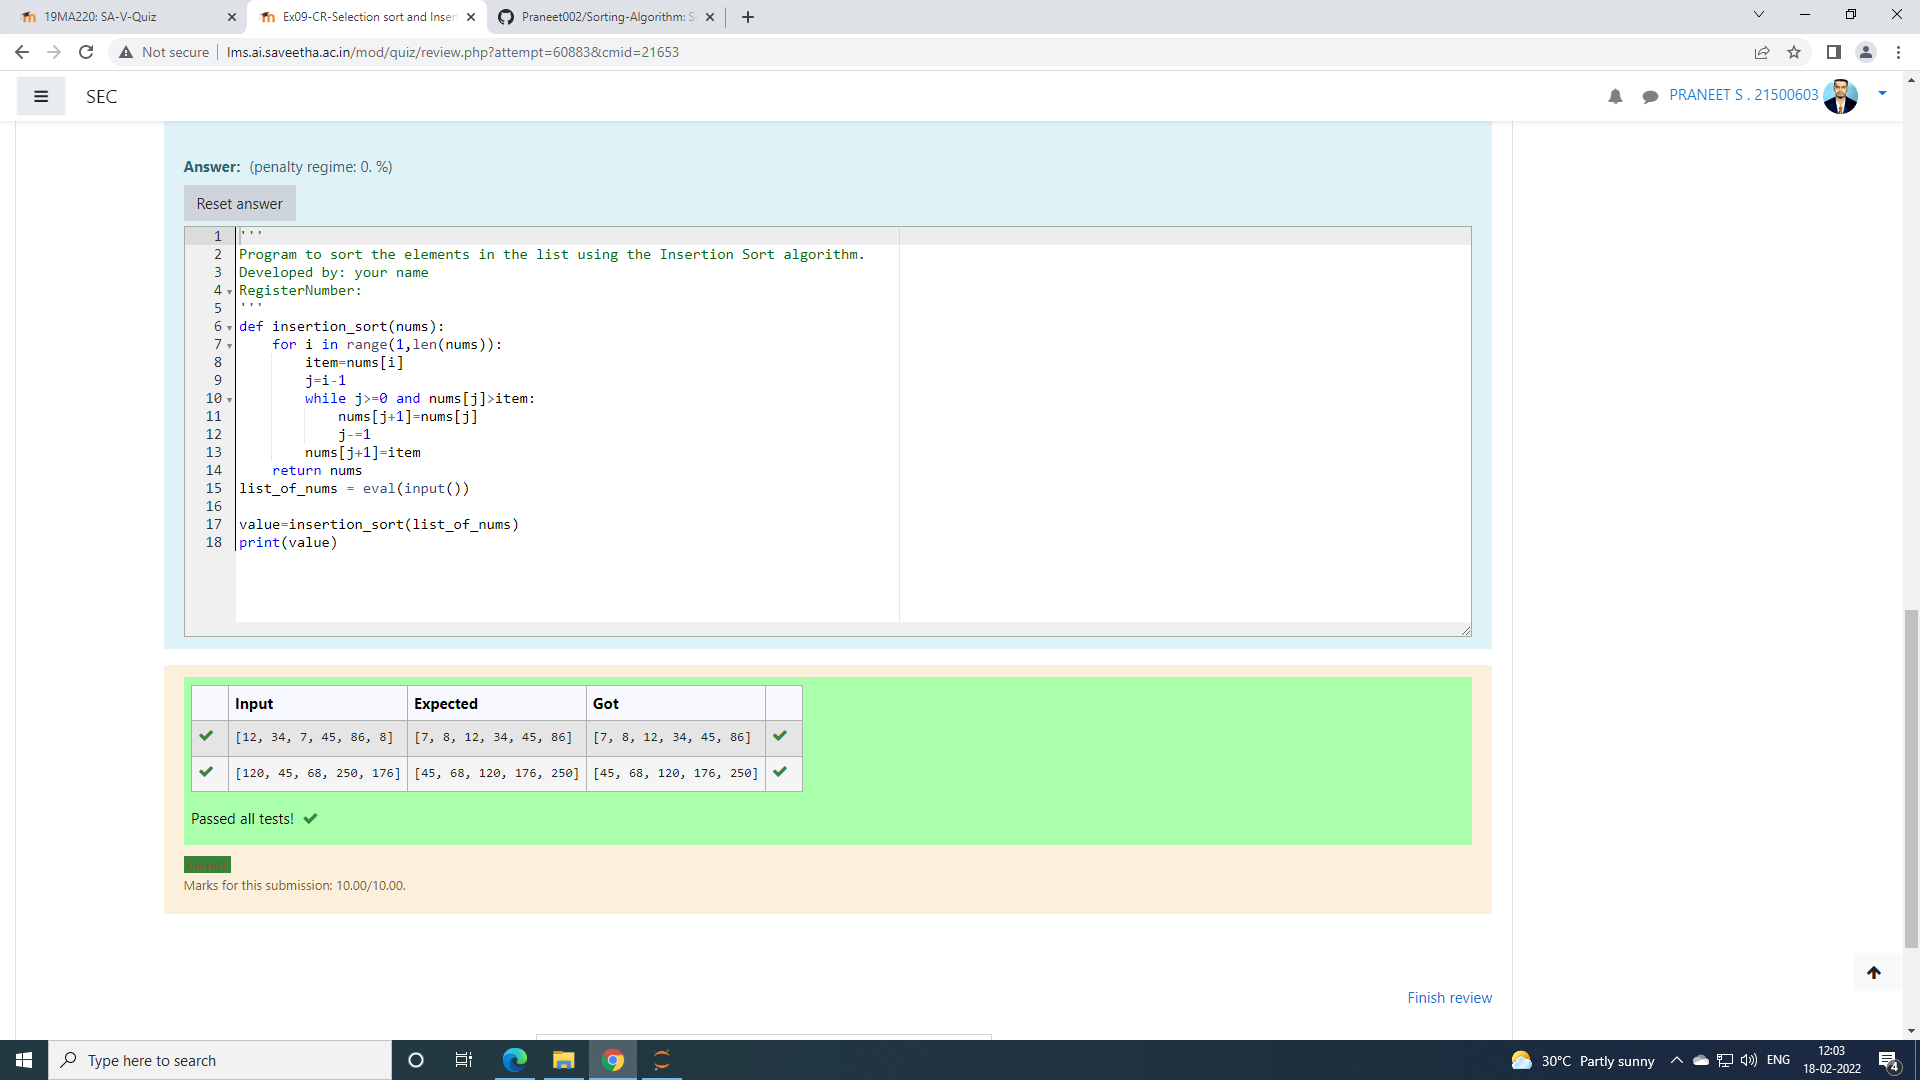 19MA220: SA-V-Quiz
Ex09-CR-Selection sort and Inser
Praneet002/Sorting-Algorithm: S
Not secure
lms.ai.saveetha.ac.in/mod/quiz/review.php?attempt=60883&cmid=21653
SEC
PRANEET S . 21500603
Answer: (penalty regime: 0. %)
Reset answer
1 '''
2 Program to sort the elements in the list using the Insertion Sort algorithm.
3 Developed by: your name
4 RegisterNumber:
5 '''
6 def insertion_sort(nums):
7 for i in range(1,len(nums)):
8 item=nums[i]
9 j=i-1
10 while j>=0 and nums[j]>item:
11 nums[j+1]=nums[j]
12 j-=1
13 nums[j+1]=item
14 return nums
15 list_of_nums = eval(input())
16
17 value=insertion_sort(list_of_nums)
18 print(value)
Input Expected Got
[12, 34, 7, 45, 86, 8] [7, 8, 12, 34, 45, 86] [7, 8, 12, 34, 45, 86]
[120, 45, 68, 250, 176] [45, 68, 120, 176, 250] [45, 68, 120, 176, 250]
Passed all tests!
Marks for this submission: 10.00/10.00.
Finish review
Type here to search
30°C Partly sunny
ENG
12:03
18-02-2022
4